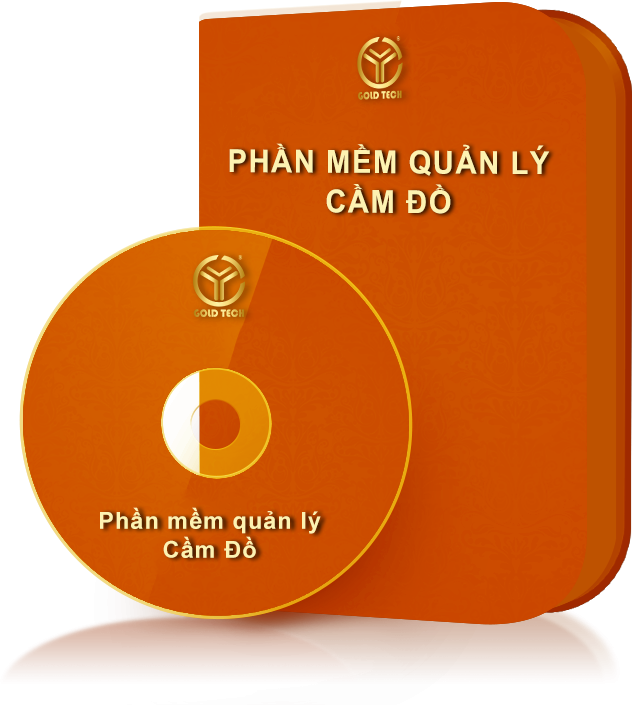 GOLD TECH
PHẦN MỀM QUẢN LÝ
CẦM ĐỒ
GOLD TECH
Phần mềm quản lý
Cầm Đồ